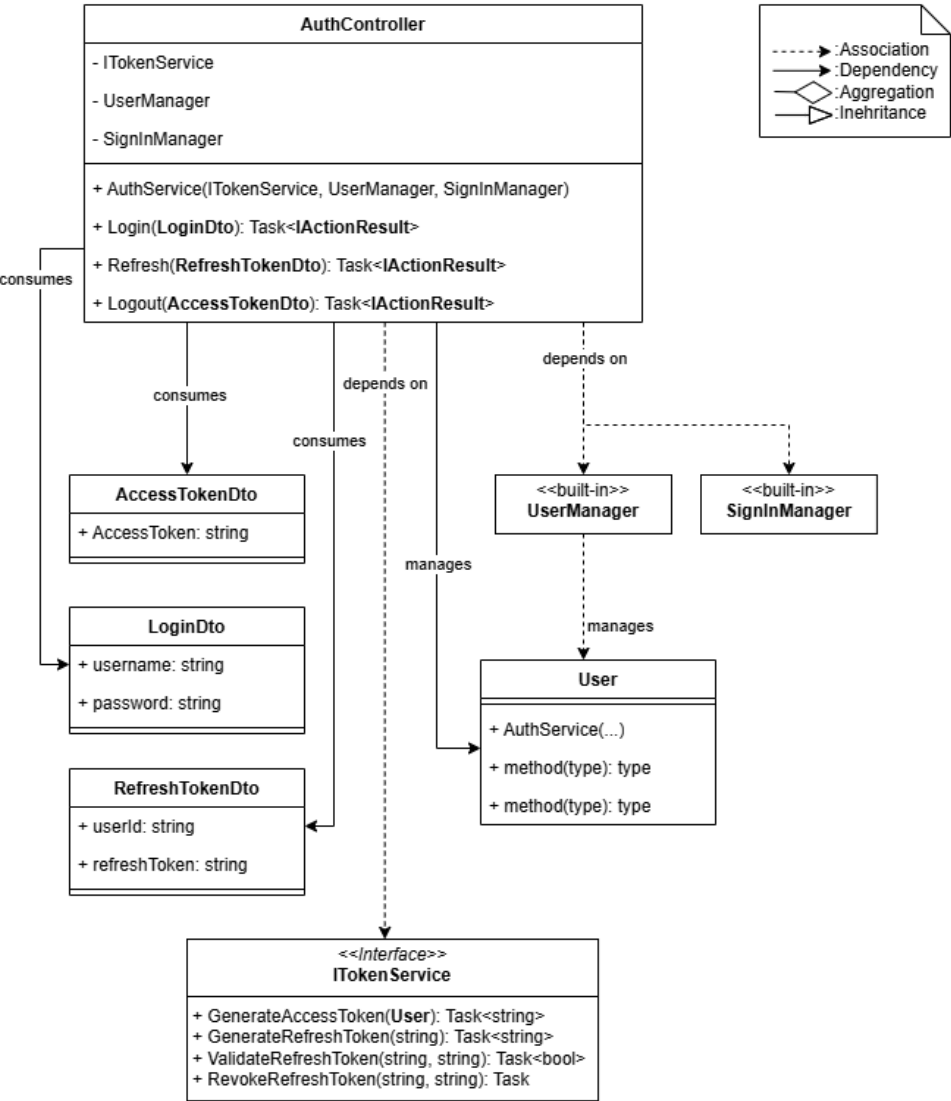 AuthController
- ITokenService
- UserManager
- SignInManager
+ AuthService(ITokenService, UserManager, SignInManager)
+ Login(LoginDto): Task<IActionResult>
+ Refresh(RefreshTokenDto): Task<IActionResult>
+ Logout(AccessTokenDto): Task<IActionResult>
:Association
:Dependency
:Aggregation
:Inehritance
consumes
consumes
consumes
depends on
manages
depends on
AccessTokenDto
+ AccessToken: string
LoginDto
+ username: string
+ password: string
RefreshTokenDto
+ userId: string
+ refreshToken: string
<<built-in>>
UserManager
<<built-in>>
SignInManager
manages
User
+ AuthService(...)
+ method(type): type
+ method(type): type
<<Interface>>
ITokenService
+ GenerateAccessToken(User): Task<string>
+ GenerateRefreshToken(string): Task<string>
+ ValidateRefreshToken(string, string): Task<bool>
+ RevokeRefreshToken(string, string): Task